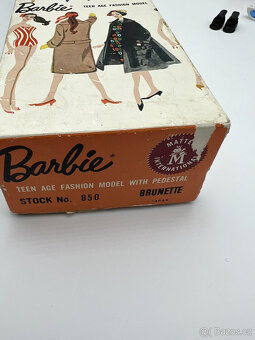 Barbie
TEEN AGE FASHION MODEL
Barbie
TEEN AGE FASHION MODEL WITH PEDESTAL
STOCK No. 850
BRUNETTE
JAPAN
MATTEL
M
INTERNATIONAL
Bazos.cz